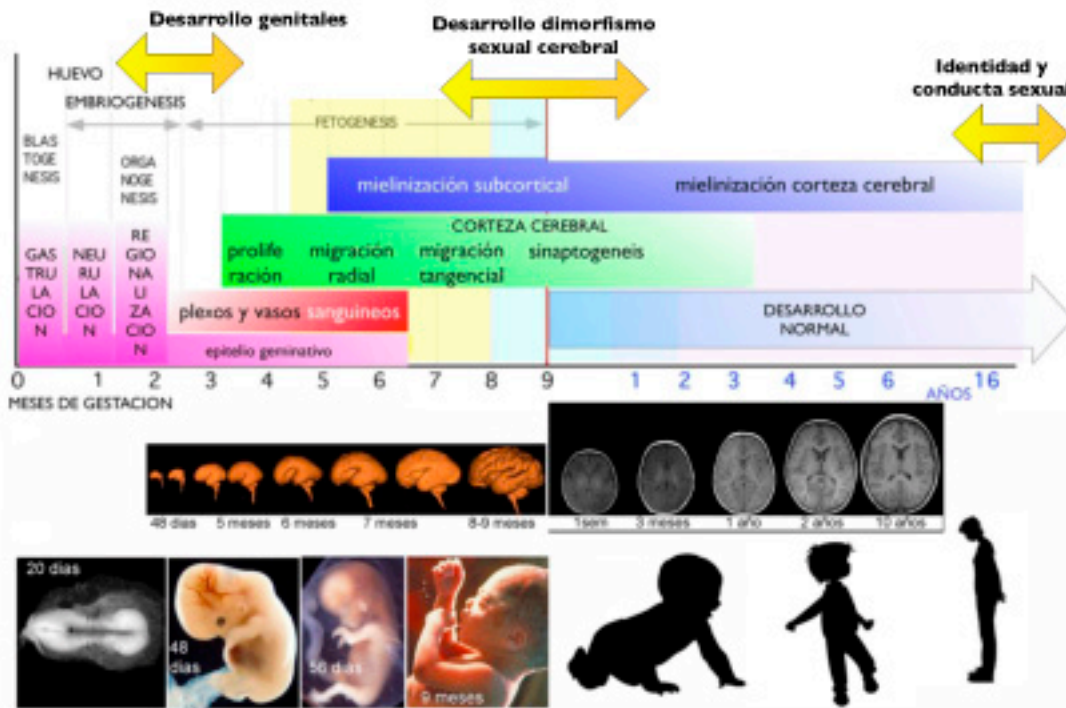 Desarrollo genitales
Desarrollo dimorfismo
sexual cerebral
Identidad y
conducta sexual
HUEVO
EMBRIOGENESIS
FETOGENESIS
BLAS
TOGE
NESIS
ORGA
NOGE
NESIS
mielinización subcortical
mielinización corteza cerebral
CORTEZA CEREBRAL
prolife
ración
migración
radial
migración
tangencial
sinaptogeneis
GAS
TRU
LA
CIO
N
NEU
RU
LA
CIO
N
RE
GIO
NA
LI
ZA
CIO
N
plexos y vasos sanguineos
epitelio geminativo
DESARROLLO
NORMAL
0 1 2 3 4 5 6 7 8 9 1 2 3 4 5 6 16
MESES DE GESTACION
AÑOS
48 dias 5 meses 6 meses 7 meses 8-9 meses
1sem 3 meses 1 año 2 años 10 años
20 dias
48
dias
56 dias
9 meses